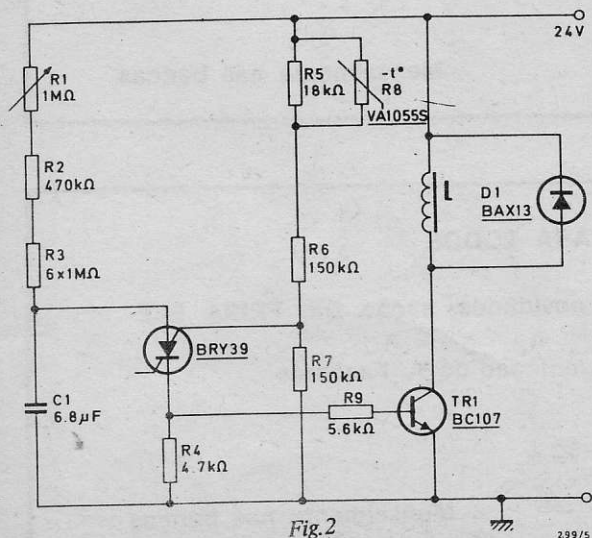 24V
R1
1MΩ
R2
470kΩ
R3
6x1MΩ
C1
6.8µF
BRY39
R4
4.7kΩ
R5
18kΩ
-t°
R8
VA1055S
R6
150kΩ
R7
150kΩ
R9
5.6kΩ
L
D1
BAX13
TR1
BC107
Fig.2
299/5